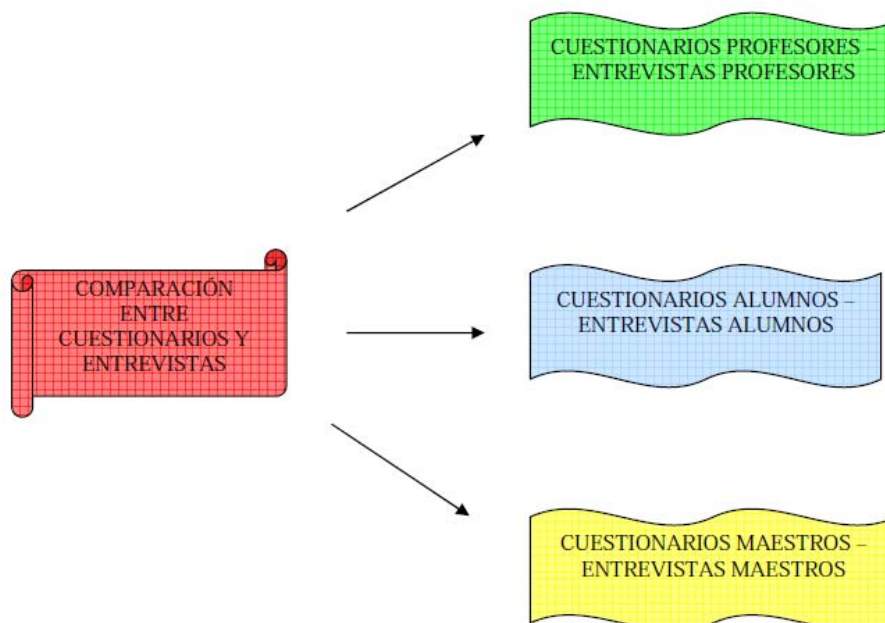 CUESTIONARIOS PROFESORES –
ENTREVISTAS PROFESORES
COMPARACIÓN
ENTRE
CUESTIONARIOS Y
ENTREVISTAS
CUESTIONARIOS ALUMNOS –
ENTREVISTAS ALUMNOS
CUESTIONARIOS MAESTROS –
ENTREVISTAS MAESTROS